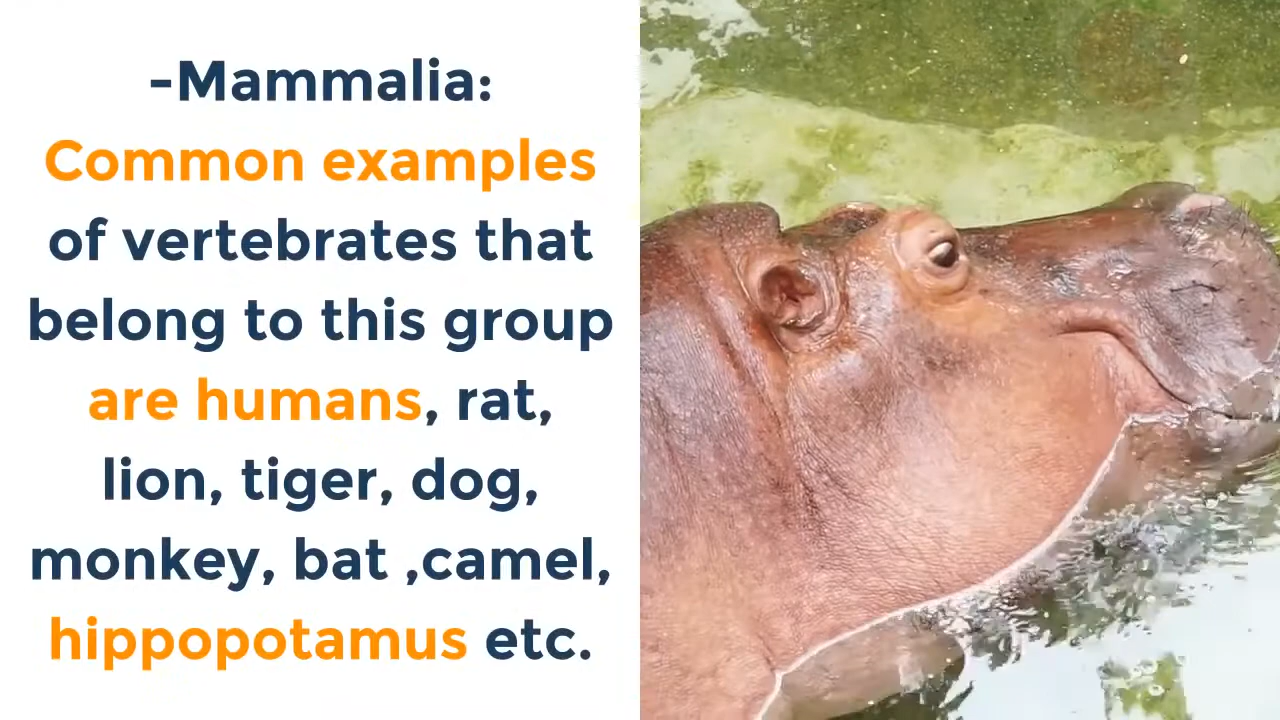 -Mammalia:
Common examples
of vertebrates that
belong to this group
are humans, rat,
lion, tiger, dog,
monkey, bat ,camel,
hippopotamus etc.